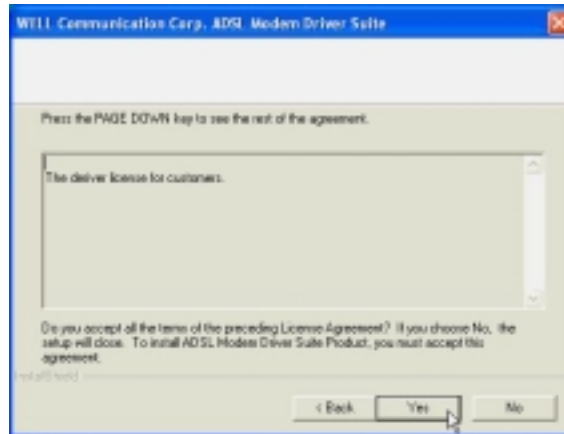 WELL Communication Corp. ADSL Modem Driver Suite
Press the PAGE DOWN key to see the rest of the agreement.
The deriver license for customers.
Do you accept all the terms of the preceding License Agreement? If you choose No, the
setup will close. To install ADSL Modem Driver Suite Product, you must accept this
agreement.
InstallShield
< Back
Yes
No